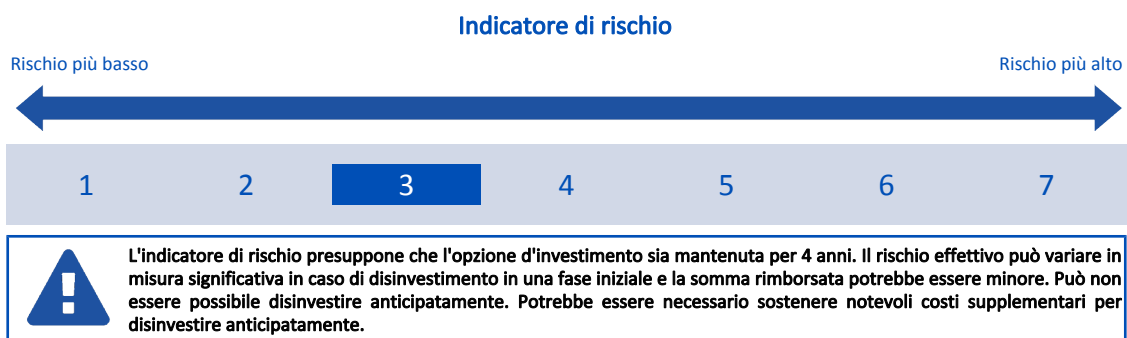 Indicatore di rischio
Rischio più basso
Rischio più alto
1 2 3 4 5 6 7
L'indicatore di rischio presuppone che l'opzione d'investimento sia mantenuta per 4 anni. Il rischio effettivo può variare in
misura significativa in caso di disinvestimento in una fase iniziale e la somma rimborsata potrebbe essere minore. Può non
essere possibile disinvestire anticipatamente. Potrebbe essere necessario sostenere notevoli costi supplementari per
disinvestire anticipatamente.